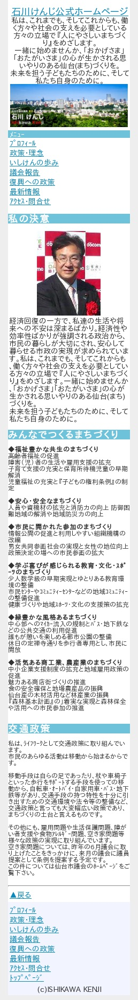 石川けんじ公式ホームページ
私は、これまでも、そしてこれからも、働
く方々や社会の支えを必要としている
方々の立場で『人にやさしいまちづく
り』をめざします。
一緒に始めませんか、「おかげさま」
「おたがいさま」の心が生かされる思
いやりのある仙台(まち)づくりを。
未来を担う子どもたちのために、そして
私たち自身のために。
石川 けんじ
Ishikawa Kenji
メニュー
ﾌﾟﾛﾌｨｰﾙ
政策・理念
いしけんの歩み
議会報告
復興への政策
最新情報
ｱｸｾｽ・問合せ
私の決意
döcomo
経済回復の一方で、私達の生活や将
来への不安は深まるばかり。経済性や
効率性ばかりが強調される政治から、
市民の暮らしが大切にされ、安心して
暮らせる市政の実現が求められていま
す。私は、これまでも、そしてこれからも
、働く方々や社会の支えを必要としてい
る方々の立場で『人にやさしいまちづく
り』をめざします。一緒に始めませんか
、「おかげさま」「おたがいさま」の心が
生かされる思いやりのある仙台(まち)
づくりを。
未来を担う子どもたちのために、そして
私たち自身のために。
みんなでつくるまちづくり
◆福祉豊かな共生のまちづくり
高齢者福祉の促進
障害(児)者の生活や雇用支援の拡充
子育て支援の充実と保育所待機児童の早期
解消
児童福祉の充実と『子どもの権利条例』の制
定
◆安心・安全なまちづくり
人員や資機材の拡充と消防力の向上 防御困
難地域の解消や地域防災力の向上
◆市民に開かれた参加のまちづくり
情報公開の促進と利用しやすい組織機構の
改編
男女共同参画社会の実現と女性の地位向上
政策決定の場への市民参画の拡大
◆学ぶ喜びが感じられる教育・文化・ｽﾎﾟ
ｰﾂのまちづくり
少人数学級の早期実現とゆとりある教育環
境の整備
市民ｾﾝﾀｰやｺﾐｭﾆﾃｨｰｾﾝﾀｰなどの地域ｺﾐｭﾆﾃｨｰ
の整備促進
健康づくりや地域ｽﾎﾟｰﾂ・文化の支援策の拡充
◆緑豊かな風格あるまちづくり
中心部へのﾏｲｶｰ流入の規制とﾊﾞｽ・地下鉄な
どの公共交通の利用促進
誰もが憩いを楽しめる都市公園の整備
休日の定禅寺通りを歩行者専用とし、市民に
開放
◆活気ある商工業、農産業のまちづくり
中小企業支援制度の拡充と地域雇用政策の
促進
魅力ある商店街づくりの推進
食の安全確保と地場農産品の振興
仙台産の木材活用など林産業の振興
『森林基本計画』の」着実な実現と森林保全
や活用への市民参加の推進
交通政策
私は、ﾗｲﾌﾜｰｸとして交通政策に取り組んでい
ます。
市民のあらゆる活動は移動から始まるからで
す。
移動手段は自らの足であったり、杖や車椅子
といった歩行をｻﾎﾟｰﾄする手段を使っての移
動から、自転車・ｵｰﾄﾊﾞｲ・自家用車・ﾊﾞｽ・地下
鉄等があり、交通手段の持つ特性を十分に引
き出すための交通環境や法令等の整備など、
交通政策と言っても大変幅広い政策であり、
まちづくりの土台と言えるものです。
その他にも、雇用問題や生活保護問題、障が
い者支援や食物ｱﾚﾙｷﾞｰ問題、空き家問題等
様々な政策の実現に取り組んでいます。
空き家問題については、昨年の6月議会に取
り上げたことをきっかけに、来月の議会に議員
提案として条例を提案する予定です。
この件については仙台市議会のﾎｰﾑﾍﾟｰｼﾞをご
覧下さい。
▲戻る
ﾌﾟﾛﾌｨｰﾙ
政策・理念
いしけんの歩み
議会報告
復興への政策
最新情報
ｱｸｾｽ・問合せ
ﾄｯﾌﾟﾍﾟｰｼﾞ
(c)ISHIKAWA KENJI